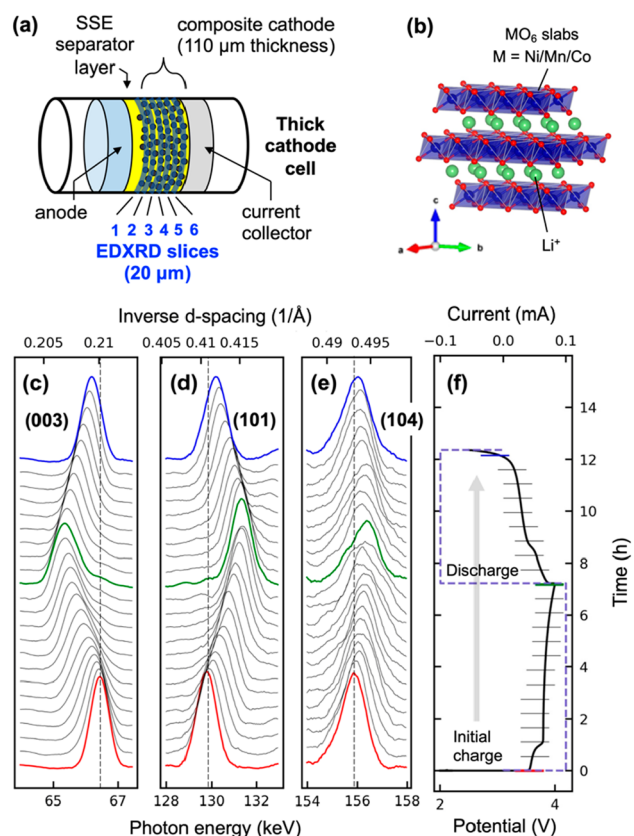 (a)
SSE
separator
layer
composite cathode
(110 μm thickness)
Thick
cathode
cell
anode
current
collector
1 2 3 4 5 6
EDXRD slices
(20 μm)
(b)
MO6 slabs
M = Ni/Mn/Co
c
a
b
Li+
Inverse d-spacing (1/Å)
0.205 0.21
0.405 0.41 0.415
0.49 0.495
Current (mA)
−0.1 0.0 0.1
(c)
(003)
(d)
(101)
(e)
(104)
(f)
Discharge
Initial
charge
14
12
10
8
6
4
2
0
Time (h)
65 67
128 130 132
154 156 158
2 4
Photon energy (keV)
Potential (V)